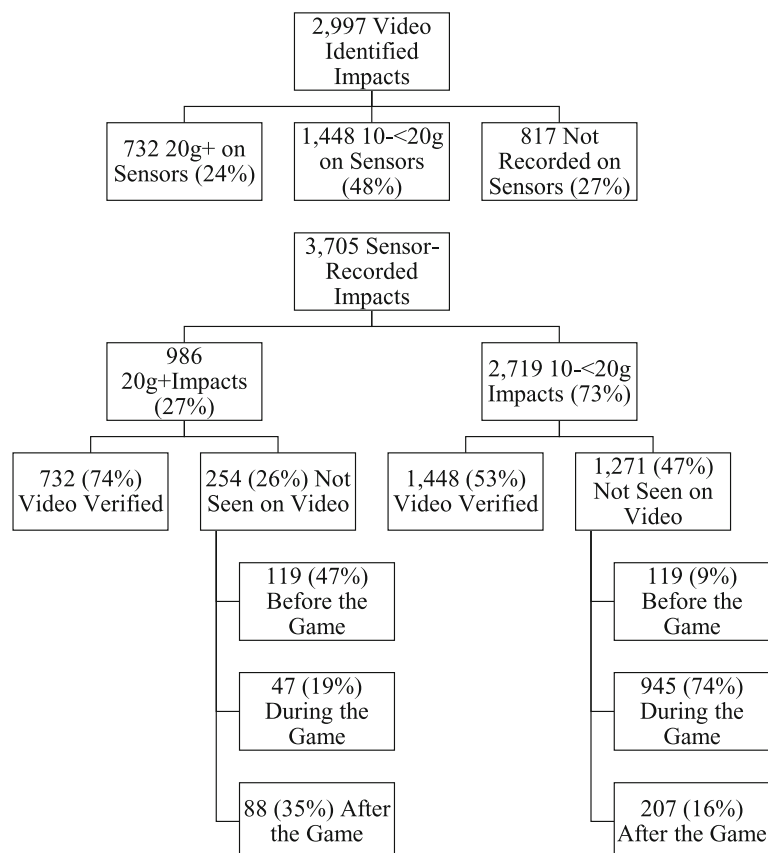 2,997 Video
Identified
Impacts
732 20g+ on
Sensors (24%)
1,448 10-<20g
on Sensors
(48%)
817 Not
Recorded on
Sensors (27%)
3,705 Sensor-
Recorded
Impacts
986
20g+Impacts
(27%)
2,719 10-<20g
Impacts (73%)
732 (74%)
Video Verified
254 (26%) Not
Seen on Video
1,448 (53%)
Video Verified
1,271 (47%)
Not Seen on
Video
119 (47%)
Before the
Game
119 (9%)
Before the
Game
47 (19%)
During the
Game
945 (74%)
During the
Game
88 (35%) After
the Game
207 (16%)
After the Game